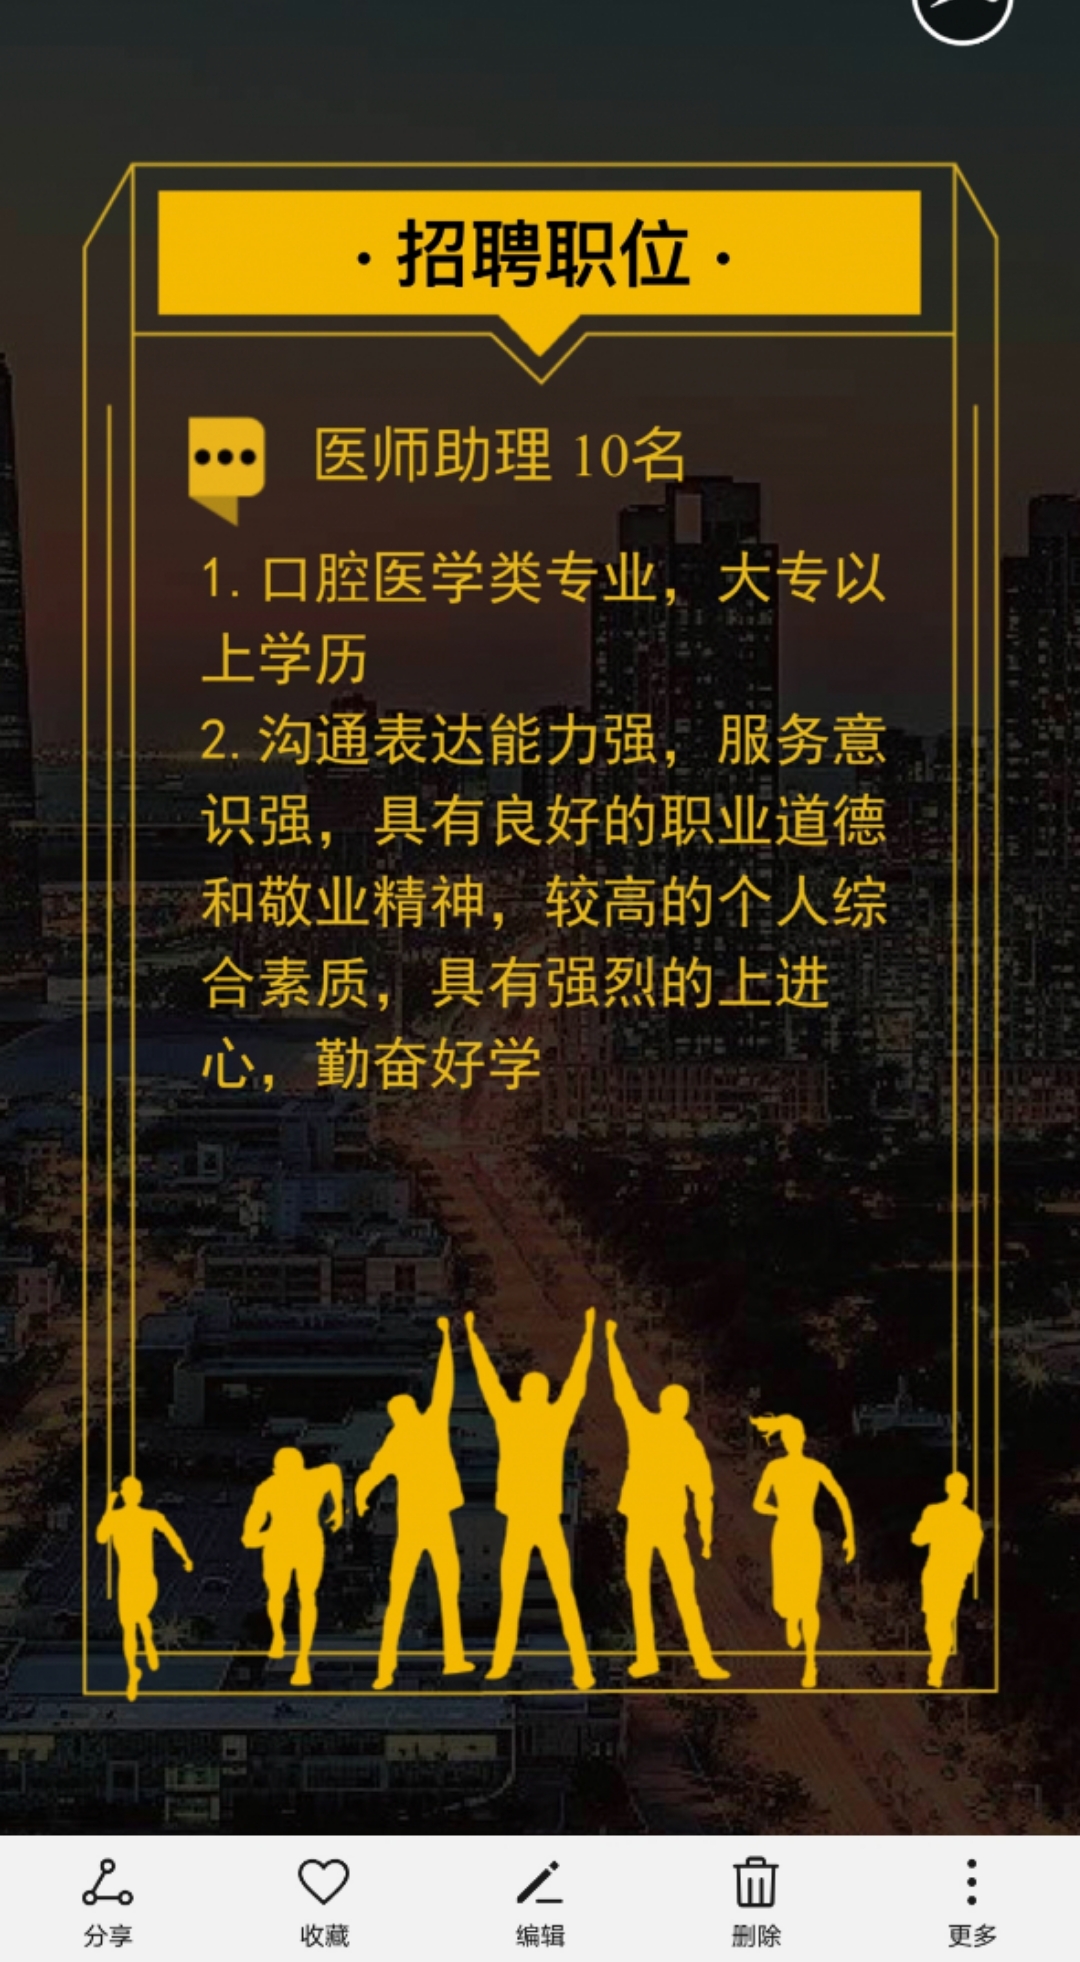 ·招聘职位·
医师助理 10名
1.口腔医学类专业，大专以
上学历
2.沟通表达能力强，服务意
识强，具有良好的职业道德
和敬业精神，较高的个人综
合素质，具有强烈的上进
心，勤奋好学
分享 收藏 编辑 删除 更多